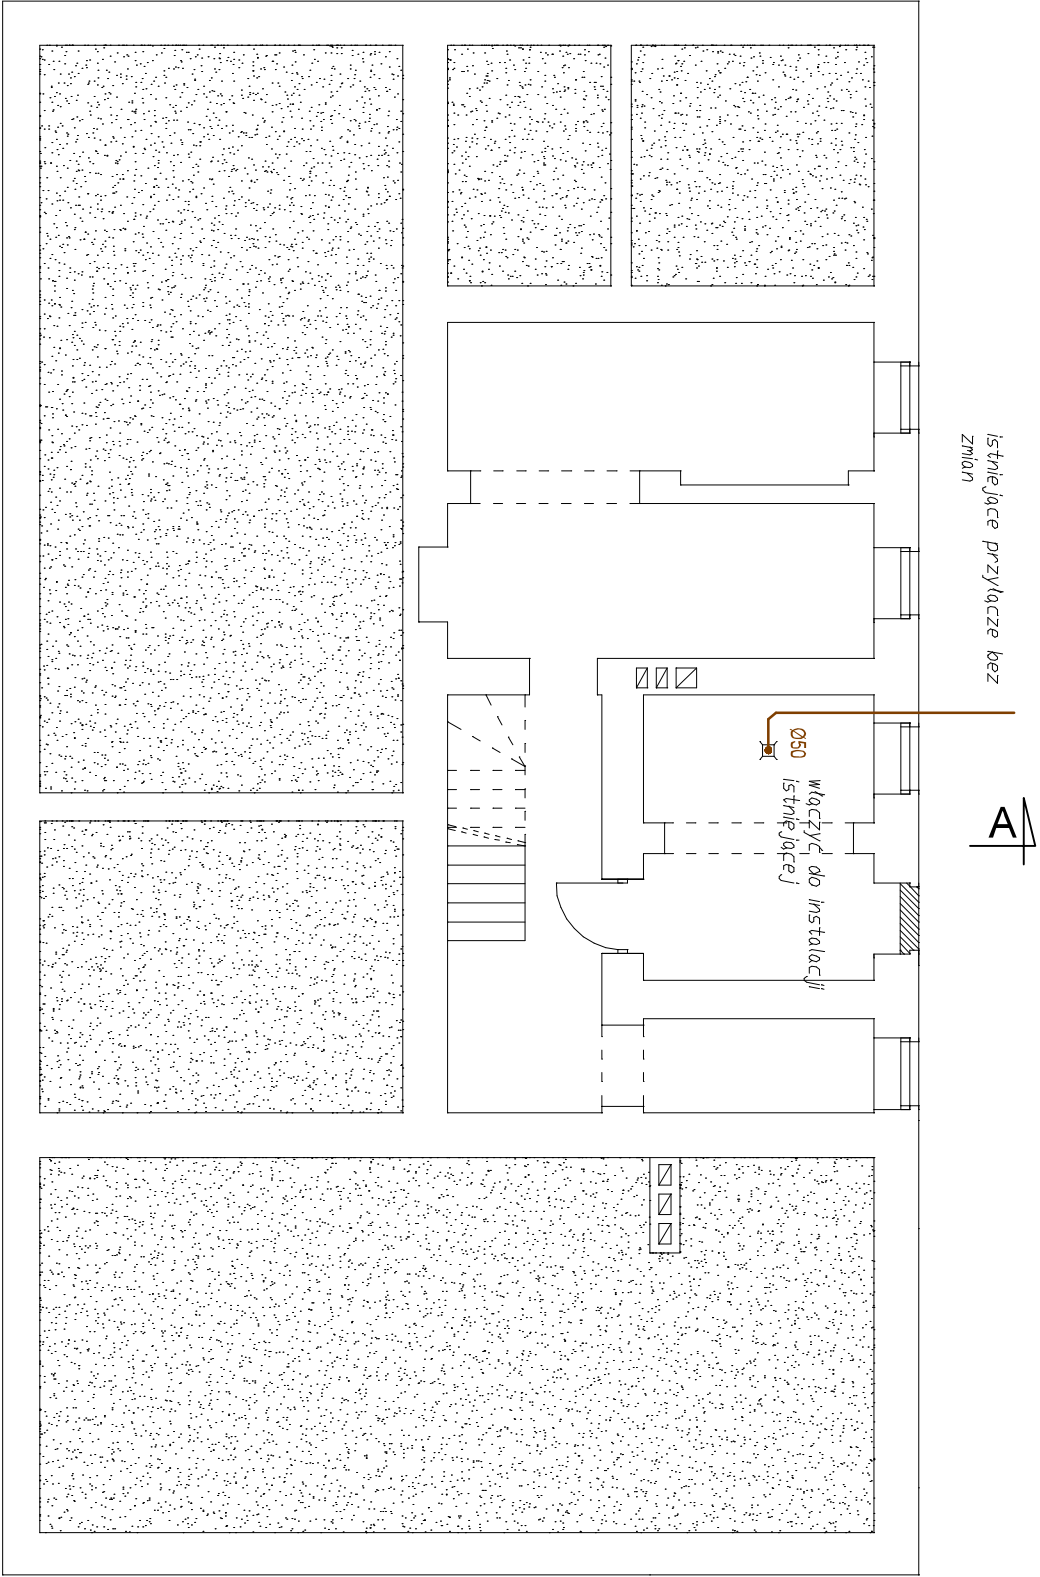 istniejące przyłącze bez
zmian
Ø50
włączyć do instalacji
istniejącej
A